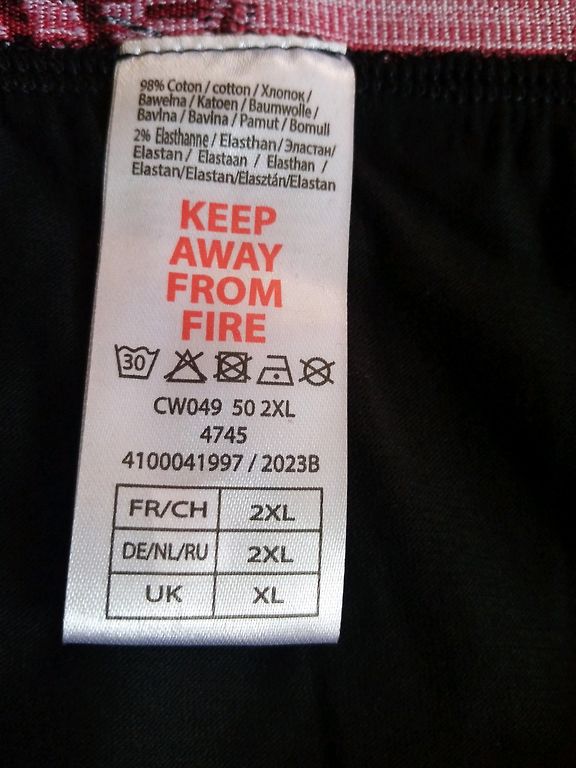 98% Coton / cotton / Хлопок /
Bawełna / Katoen / Baumwolle /
Bavlna / Bavlna / Pamut / Bomull
2% Elasthanne / Elasthan / Эластан/
Elastan / Elastaan / Elasthan /
Elastan/Elastan/Elasztán/Elastan
KEEP
AWAY
FROM
FIRE
30
CW049 50 2XL
4745
4100041997 / 2023B
FR/CH 2XL
DE/NL/RU 2XL
UK XL